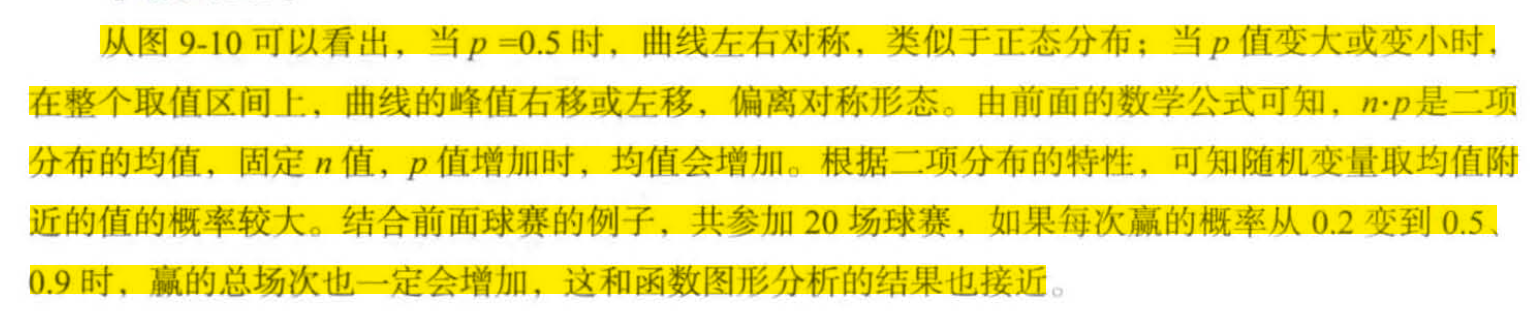 从图 9-10 可以看出，当 p =0.5 时，曲线左右对称，类似于正态分布；当 p 值变大或变小时，
在整个取值区间上，曲线的峰值右移或左移，偏离对称形态。由前面的数学公式可知，n·p是二项
分布的均值，固定 n 值，p 值增加时，均值会增加。根据二项分布的特性，可知随机变量取均值附
近的值的概率较大。结合前面球赛的例子，共参加 20 场球赛，如果每次赢的概率从 0.2 变到 0.5、
0.9 时，赢的总场次也一定会增加，这和函数图形分析的结果也接近。